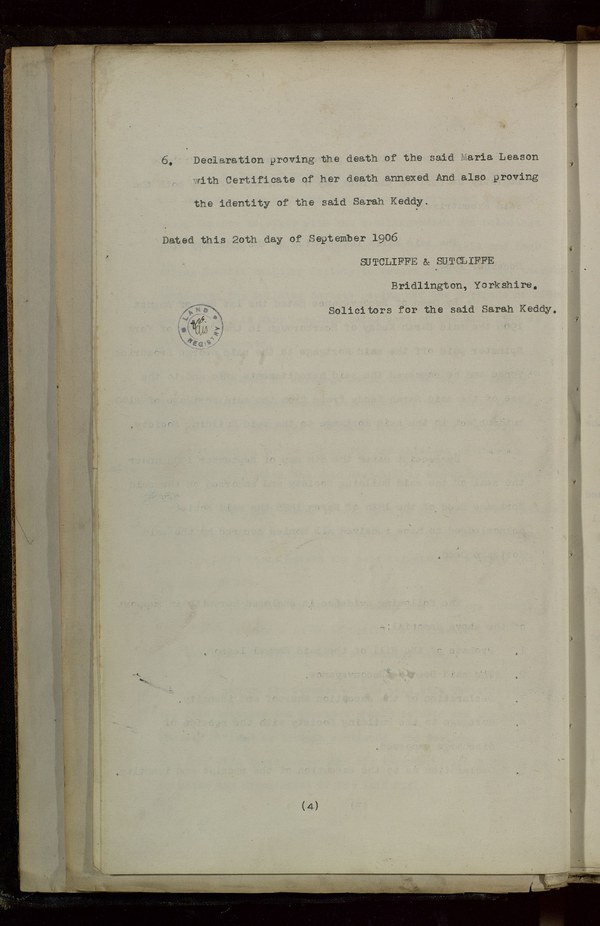 6. Declaration proving the death of the said Maria Leason
with Certificate of her death annexed And also proving
the identity of the said Sarah Keddy.
Dated this 20th day of September 1906
SUTCLIFFE & SUTCLIFFE
Bridlington, Yorkshire.
Solicitors for the said Sarah Keddy.
LAND REGISTRY
(4)